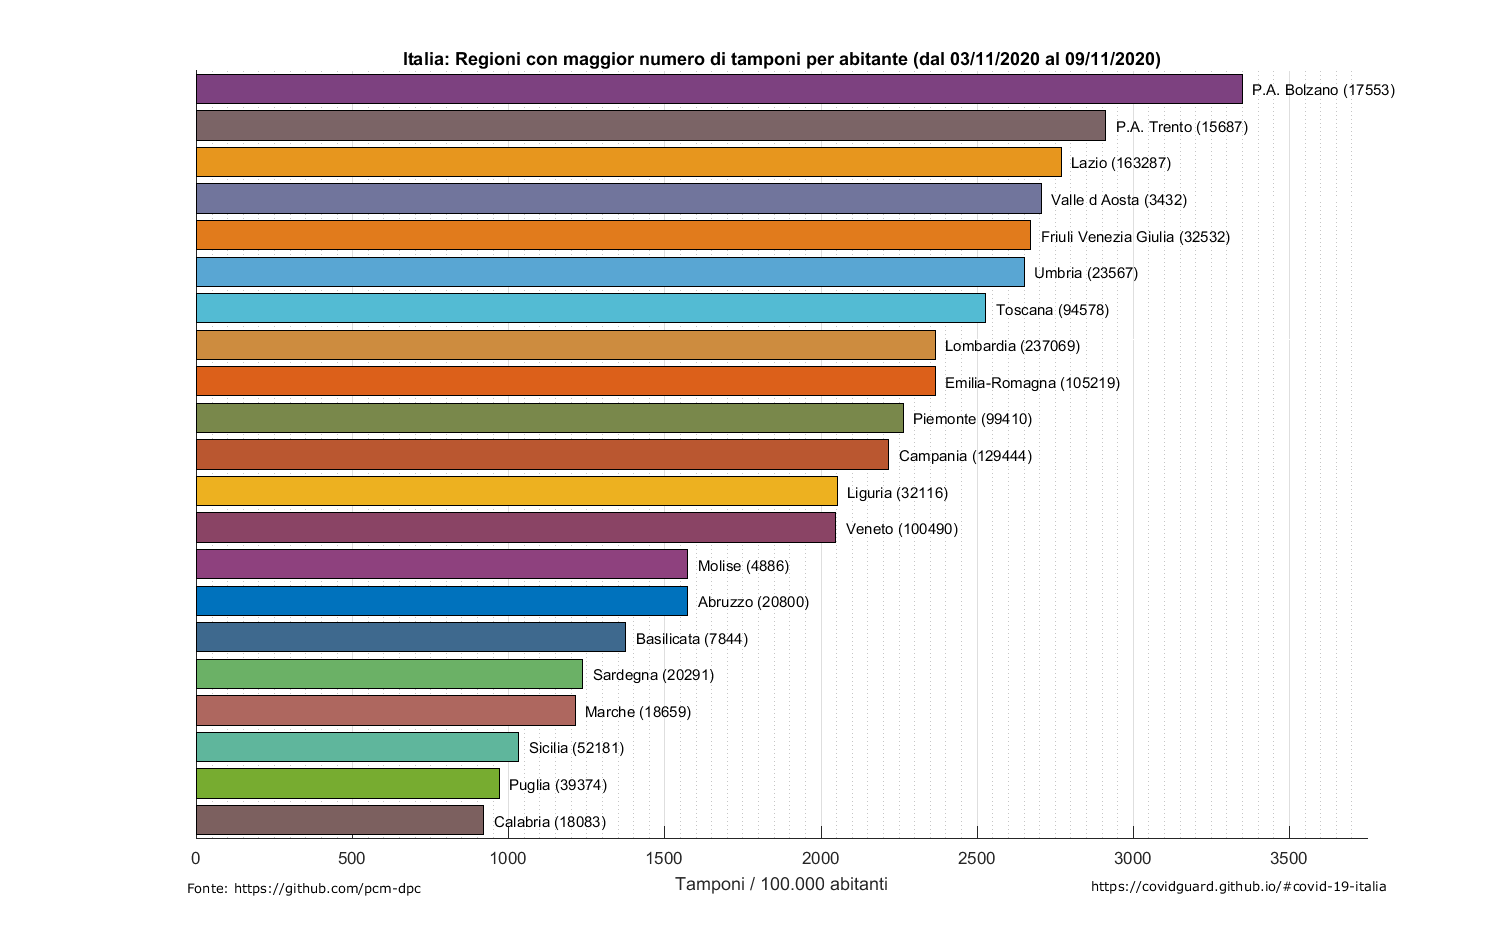 Italia: Regioni con maggior numero di tamponi per abitante (dal 03/11/2020 al 09/11/2020)
P.A. Bolzano (17553)
P.A. Trento (15687)
Lazio (163287)
Valle d Aosta (3432)
Friuli Venezia Giulia (32532)
Umbria (23567)
Toscana (94578)
Lombardia (237069)
Emilia-Romagna (105219)
Piemonte (99410)
Campania (129444)
Liguria (32116)
Veneto (100490)
Molise (4886)
Abruzzo (20800)
Basilicata (7844)
Sardegna (20291)
Marche (18659)
Sicilia (52181)
Puglia (39374)
Calabria (18083)
0 500 1000 1500 2000 2500 3000 3500
Tamponi / 100.000 abitanti
Fonte: https://github.com/pcm-dpc
https://covidguard.github.io/#covid-19-italia